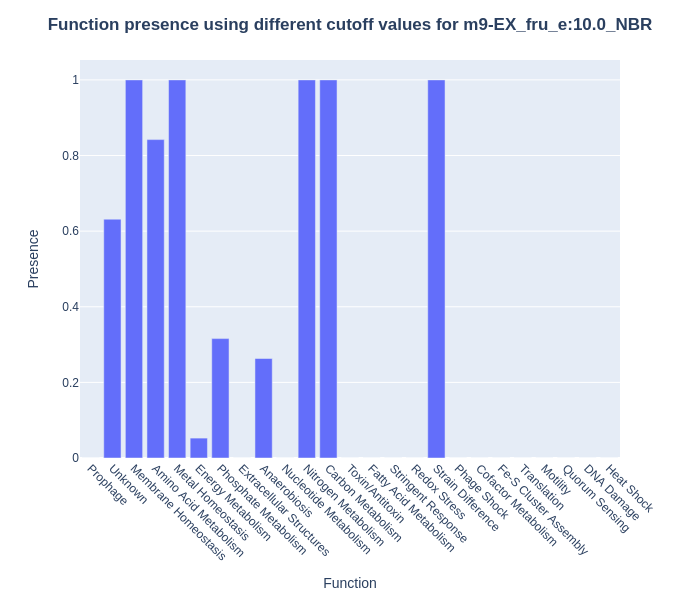 Function presence using different cutoff values for m9-EX_fru_e:10.0_NBR
1
0.8
0.6
0.4
0.2
0
Presence
Prophage
Unknown
Membrane Homeostasis
Amino Acid Metabolism
Metal Homeostasis
Energy Metabolism
Phosphate Metabolism
Extracellular Structures
Anaerobiosis
Nucleotide Metabolism
Nitrogen Metabolism
Carbon Metabolism
Toxin/Antitoxin
Fatty Acid Metabolism
Stringent Response
Redox Stress
Strain Difference
Phage Shock
Cofactor Metabolism
Fe-S Cluster Assembly
Translation
Motility
Quorum Sensing
DNA Damage
Heat Shock
Function